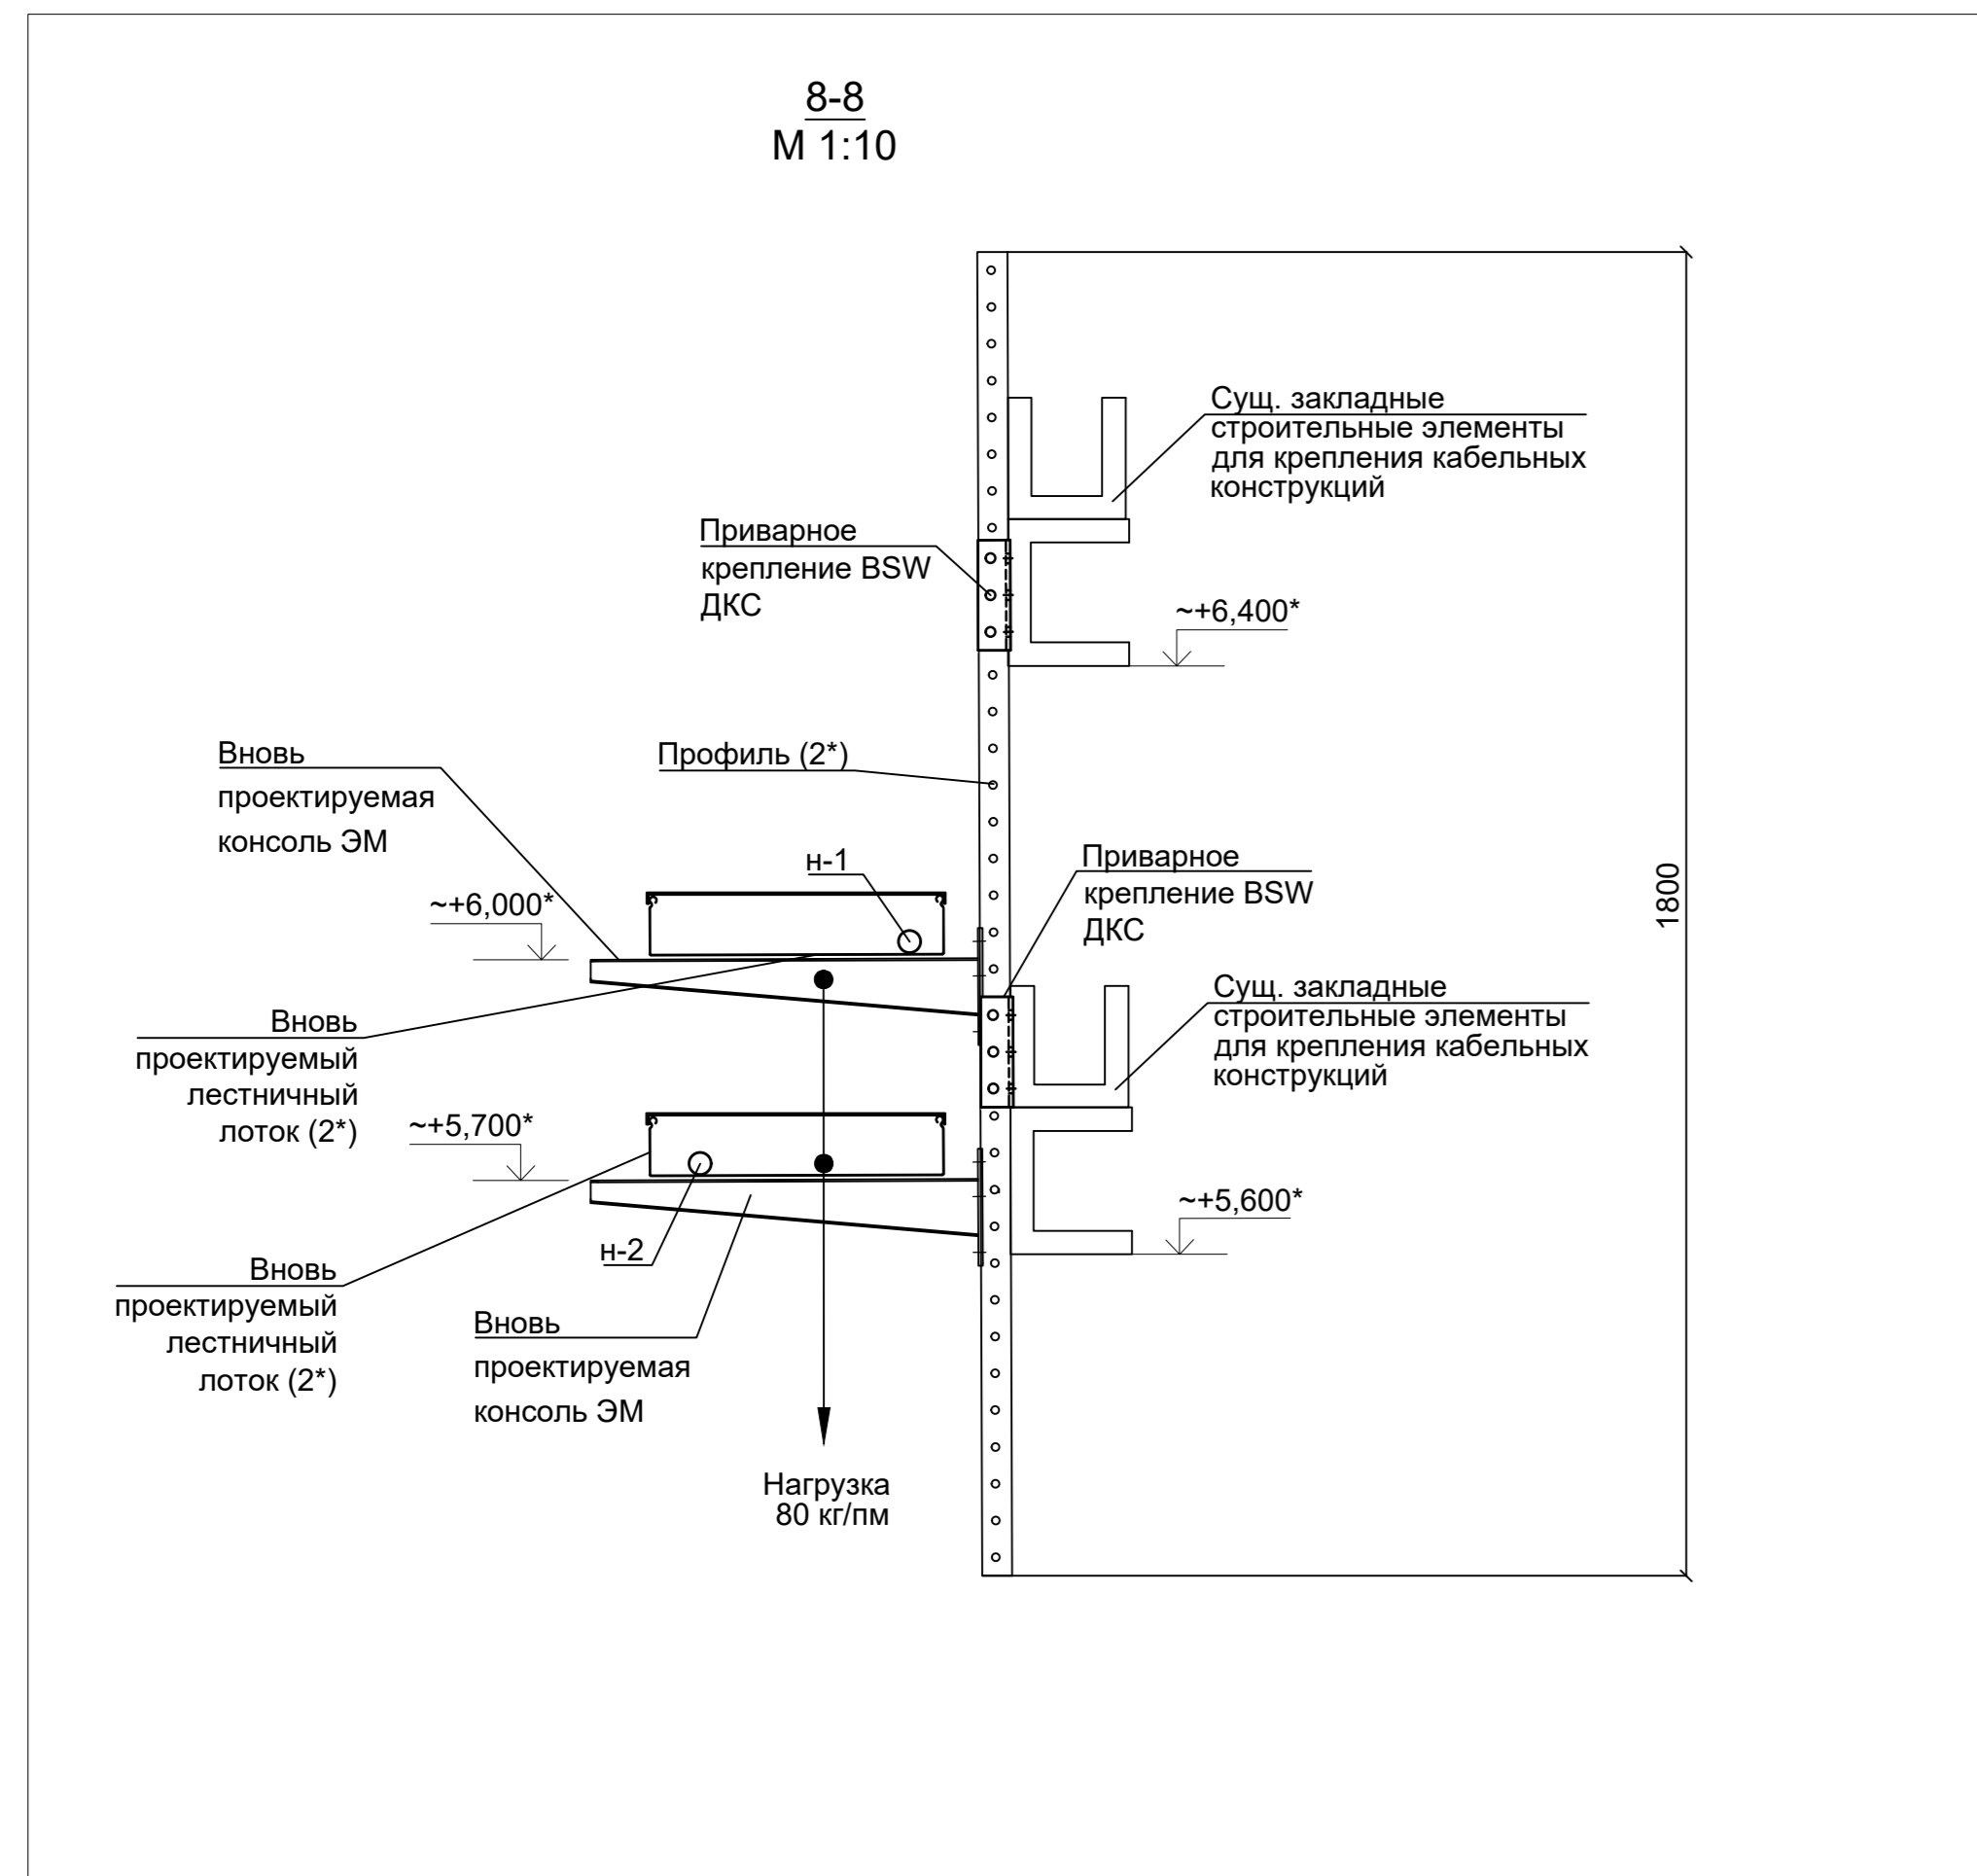 8-8
М 1:10
Сущ. закладные
строительные элементы
для крепления кабельных
конструкций
Приварное
крепление BSW
ДКС
~+6,400*
Вновь
проектируемая
консоль ЭМ
Профиль (2*)
н-1
Приварное
крепление BSW
ДКС
1800
~+6,000*
Сущ. закладные
строительные элементы
для крепления кабельных
конструкций
Вновь
проектируемый
лестничный
лоток (2*)
~+5,700*
~+5,600*
н-2
Вновь
проектируемый
лестничный
лоток (2*)
Вновь
проектируемая
консоль ЭМ
Нагрузка
80 кг/пм